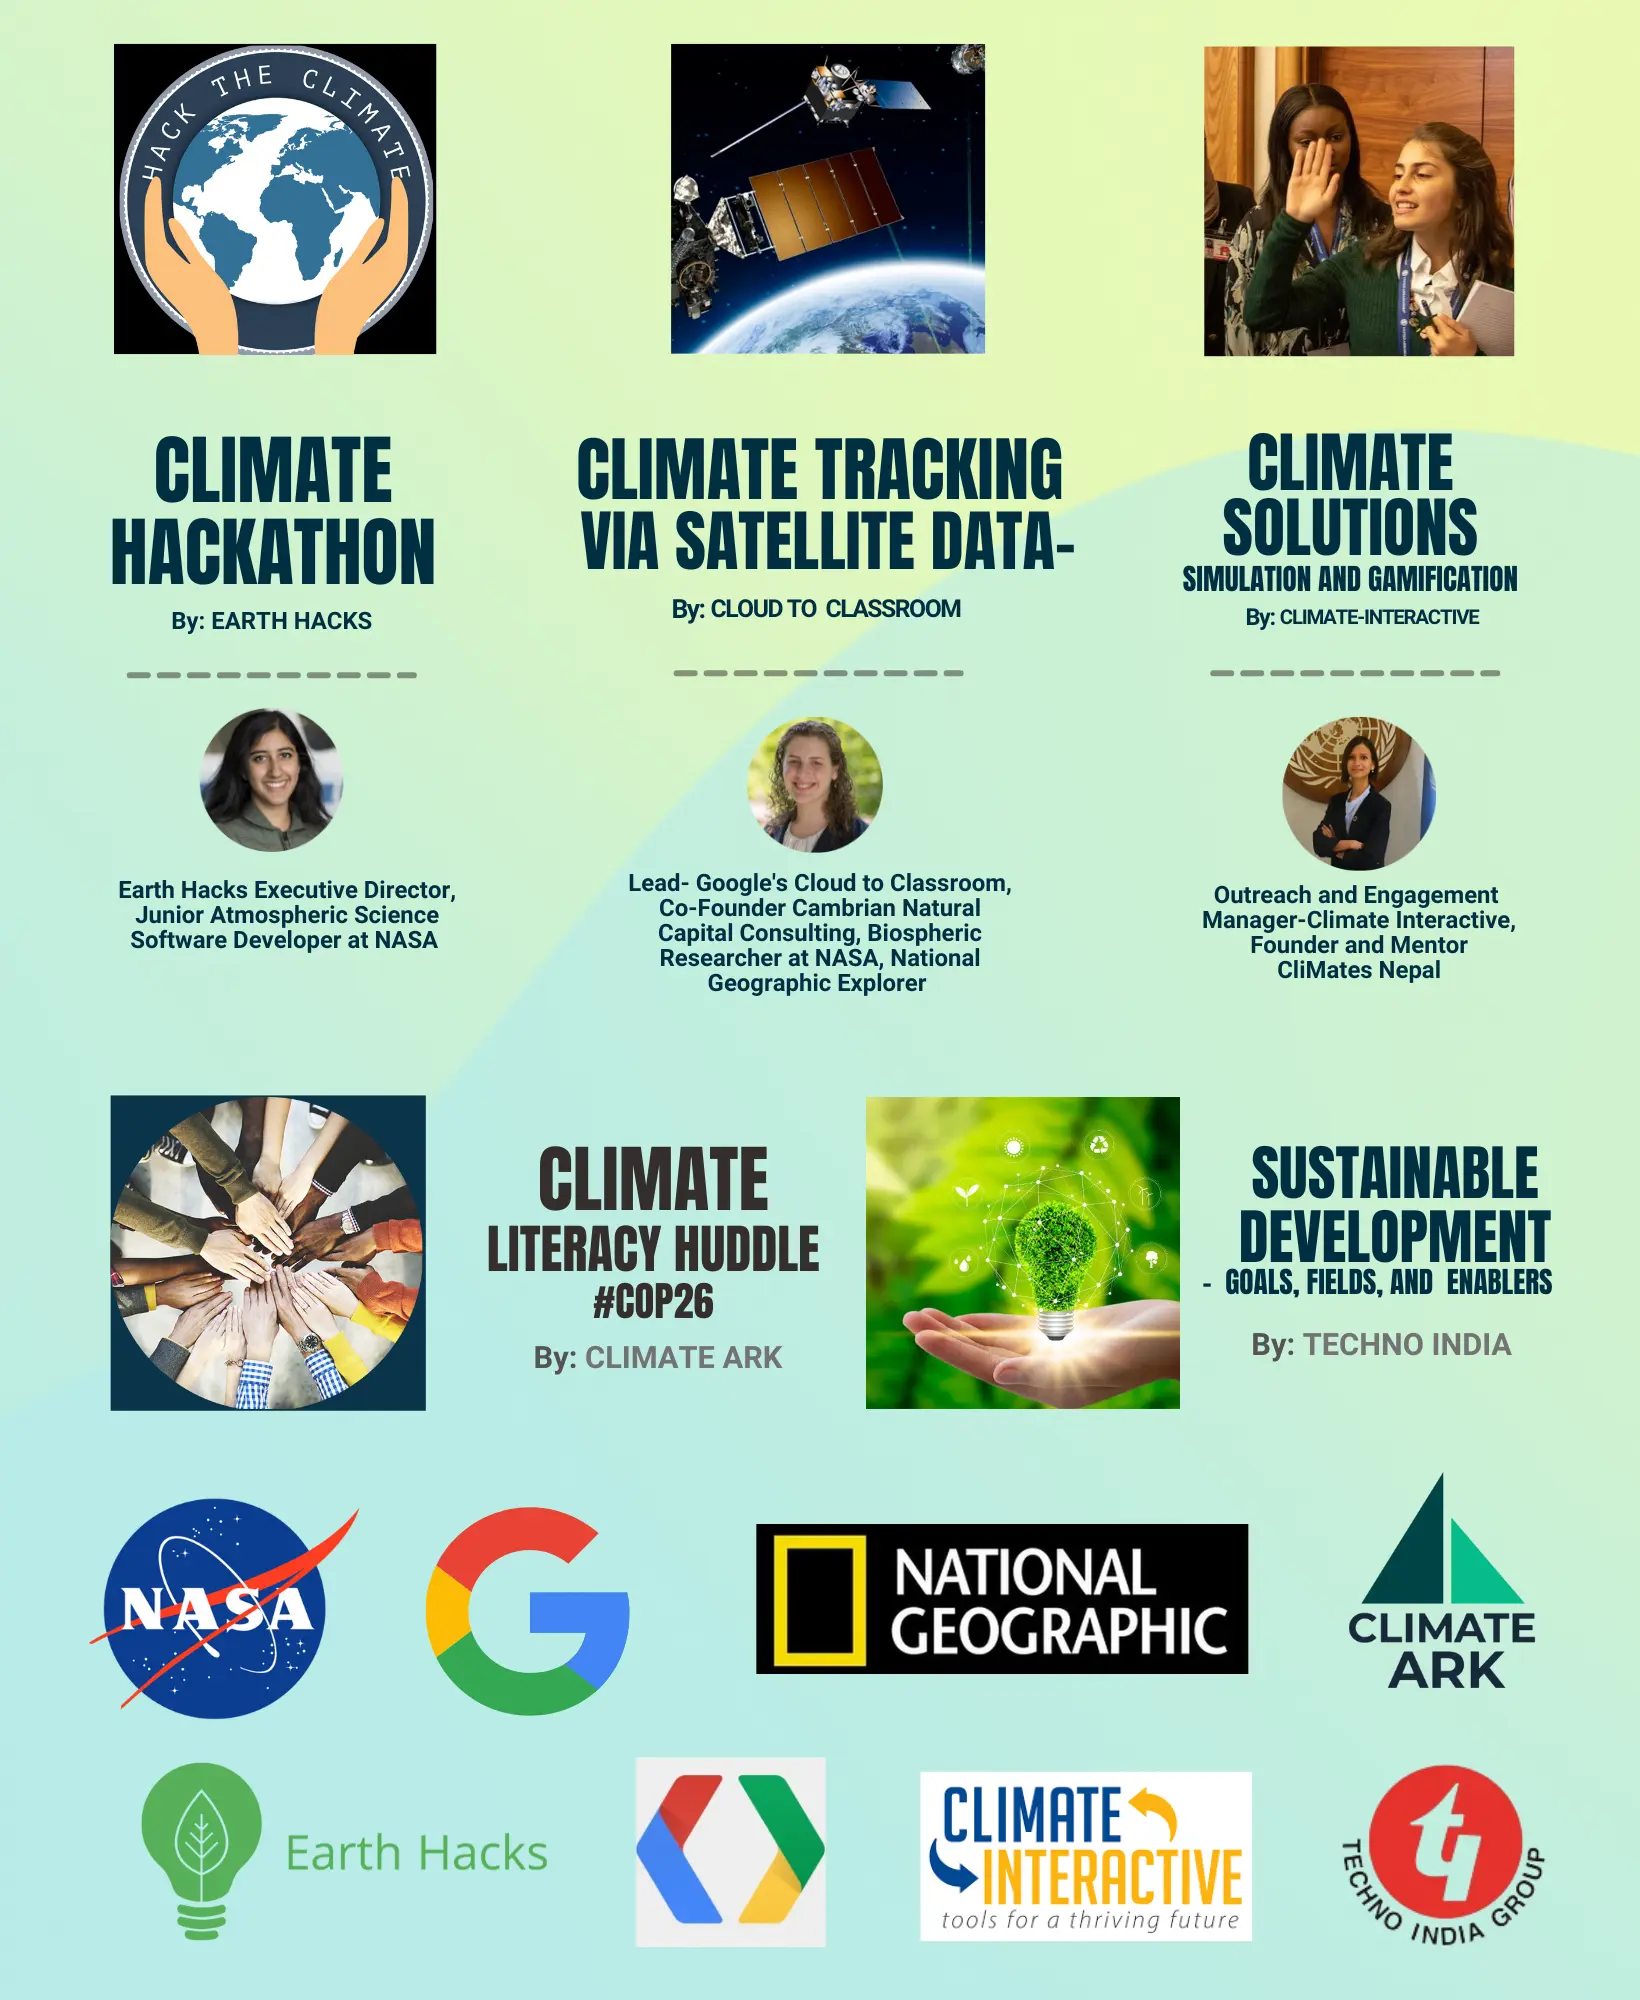 HACK THE CLIMATE
CLIMATE
HACKATHON
By: EARTH HACKS
Earth Hacks Executive Director,
Junior Atmospheric Science
Software Developer at NASA
CLIMATE TRACKING
VIA SATELLITE DATA-
By: CLOUD TO CLASSROOM
Lead- Google's Cloud to Classroom,
Co-Founder Cambrian Natural
Capital Consulting, Biospheric
Researcher at NASA, National
Geographic Explorer
CLIMATE
SOLUTIONS
SIMULATION AND GAMIFICATION
By: CLIMATE-INTERACTIVE
Outreach and Engagement
Manager-Climate Interactive,
Founder and Mentor
CliMates Nepal
CLIMATE
LITERACY HUDDLE
#COP26
By: CLIMATE ARK
SUSTAINABLE
DEVELOPMENT
- GOALS, FIELDS, AND ENABLERS
By: TECHNO INDIA
NASA
G
NATIONAL
GEOGRAPHIC
CLIMATE
ARK
Earth Hacks
CLIMATE
INTERACTIVE
tools for a thriving future
TECHNO INDIA GROUP